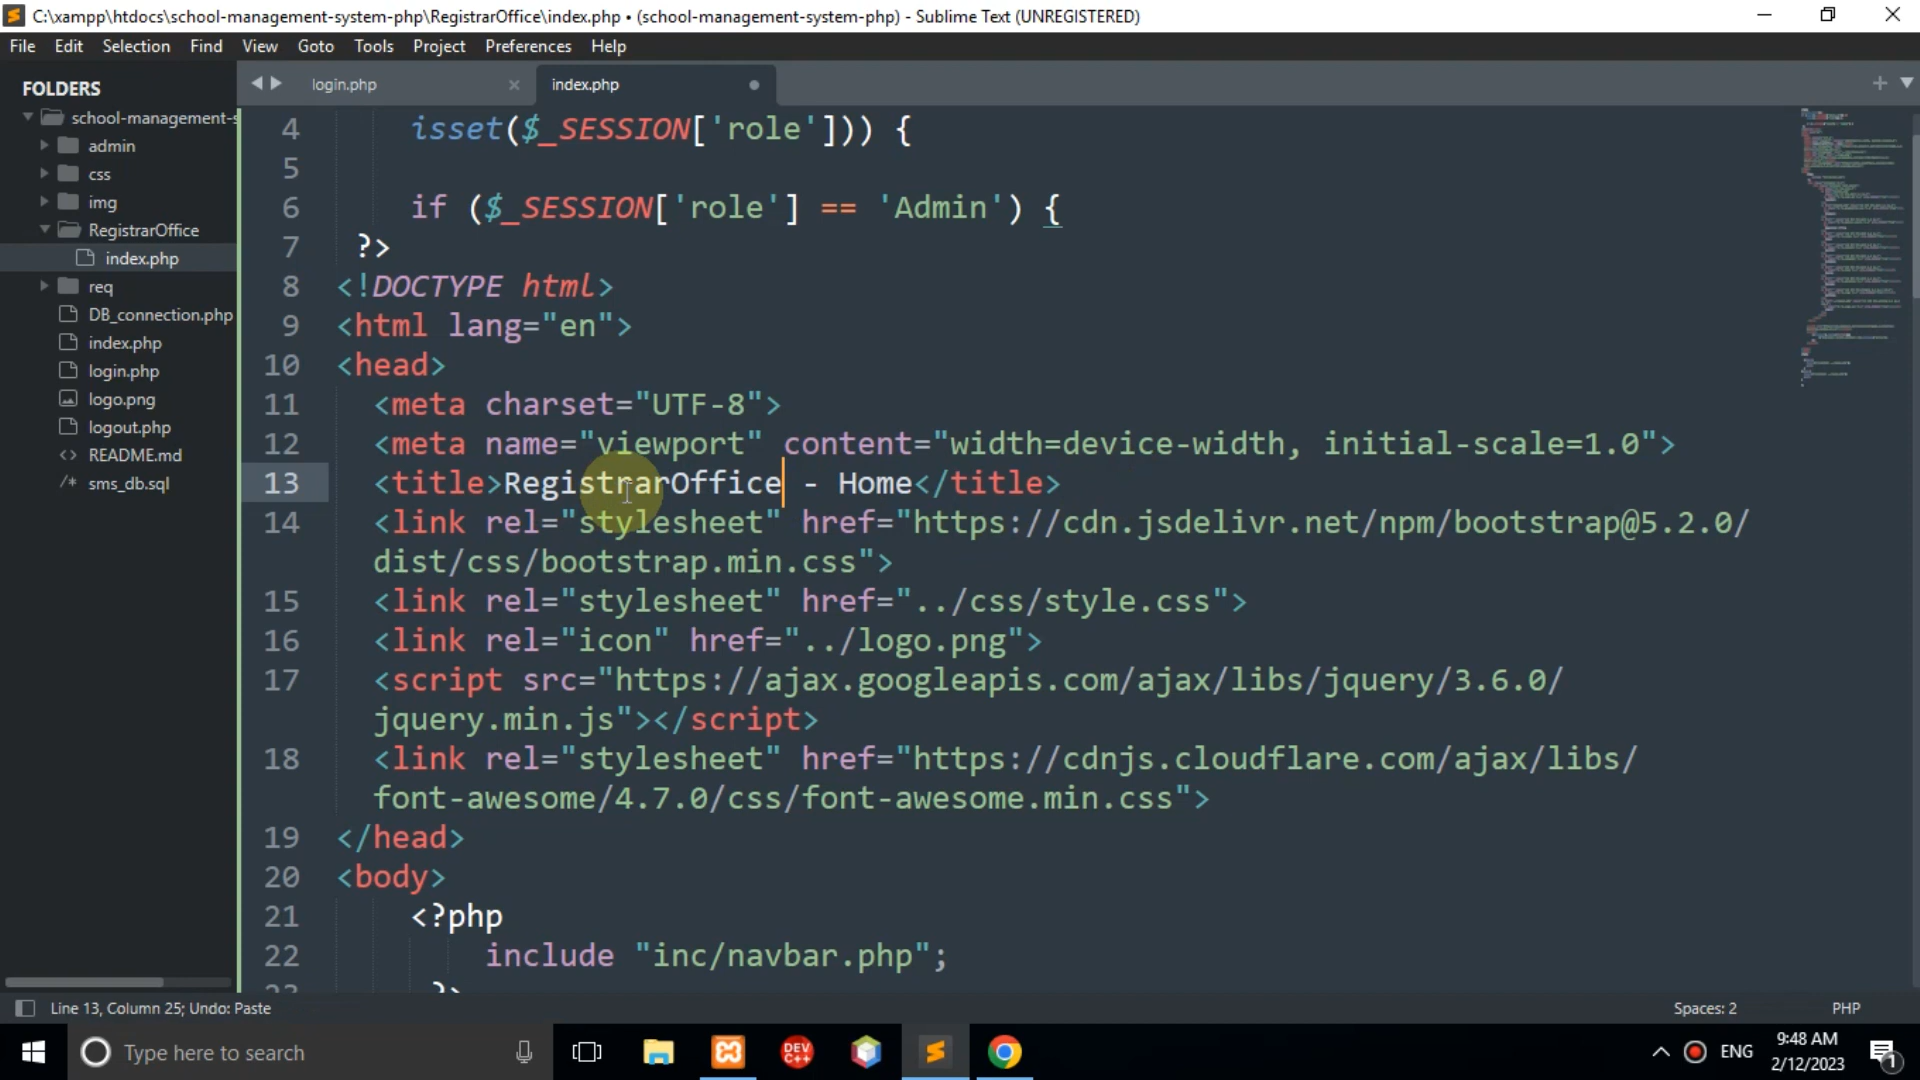 C:\xampp\htdocs\school-management-system-php\RegistrarOffice\index.php • (school-management-system-php) - Sublime Text (UNREGISTERED)
File Edit Selection Find View Goto Tools Project Preferences Help
FOLDERS
school-management-s
admin
css
img
RegistrarOffice
index.php
req
DB_connection.php
index.php
login.php
logo.png
logout.php
README.md
sms_db.sql
login.php
index.php
4 isset($_SESSION['role'])) {
5
6 if ($_SESSION['role'] == 'Admin') {
7 ?>
8 <!DOCTYPE html>
9 <html lang="en">
10 <head>
11 <meta charset="UTF-8">
12 <meta name="viewport" content="width=device-width, initial-scale=1.0">
13 <title>RegistrarOffice - Home</title>
14 <link rel="stylesheet" href="https://cdn.jsdelivr.net/npm/bootstrap@5.2.0/
dist/css/bootstrap.min.css">
15 <link rel="stylesheet" href="../css/style.css">
16 <link rel="icon" href="../logo.png">
17 <script src="https://ajax.googleapis.com/ajax/libs/jquery/3.6.0/
jquery.min.js"></script>
18 <link rel="stylesheet" href="https://cdnjs.cloudflare.com/ajax/libs/
font-awesome/4.7.0/css/font-awesome.min.css">
19 </head>
20 <body>
21 <?php
22 include "inc/navbar.php";
23 ?>
Line 13, Column 25; Undo: Paste
Spaces: 2
PHP
Type here to search
DEV
C++
ENG
9:48 AM
2/12/2023
1